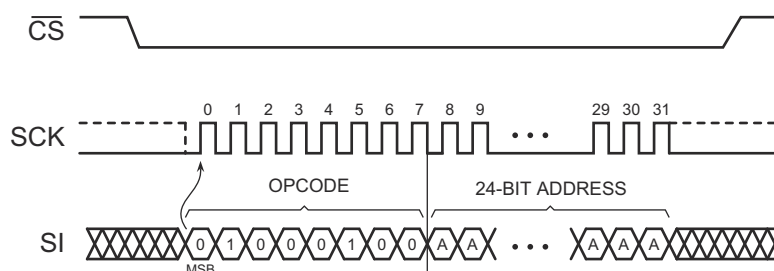 CS
0 1 2 3 4 5 6 7 8 9 29 30 31
SCK
OPCODE 24-BIT ADDRESS
SI 0 1 0 0 0 1 0 0 A A A A A
MSB